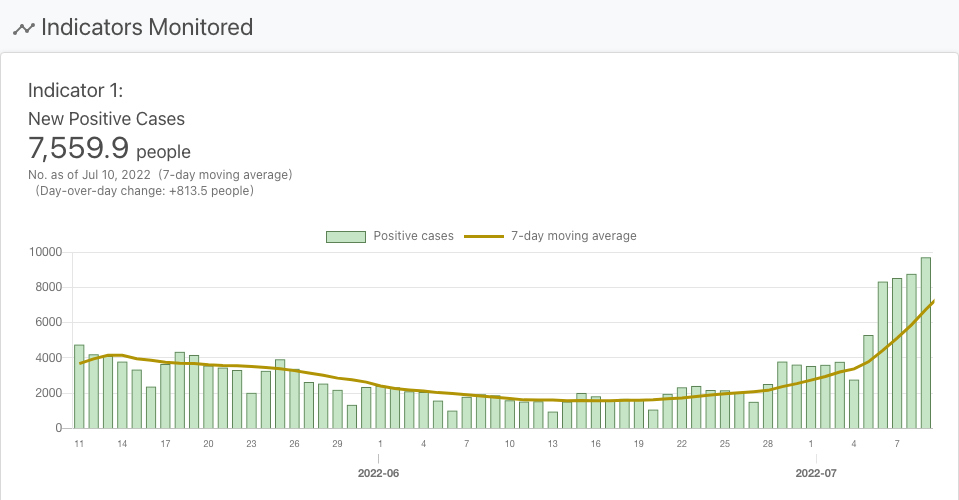 Indicators Monitored
Indicator 1:
New Positive Cases
7,559.9 people
No. as of Jul 10, 2022 (7-day moving average)
(Day-over-day change: +813.5 people)
Positive cases 7-day moving average
10000
8000
6000
4000
2000
0
11 14 17 20 23 26 29 1 4 7 10 13 16 19 22 25 28 1 4 7
2022-06 2022-07